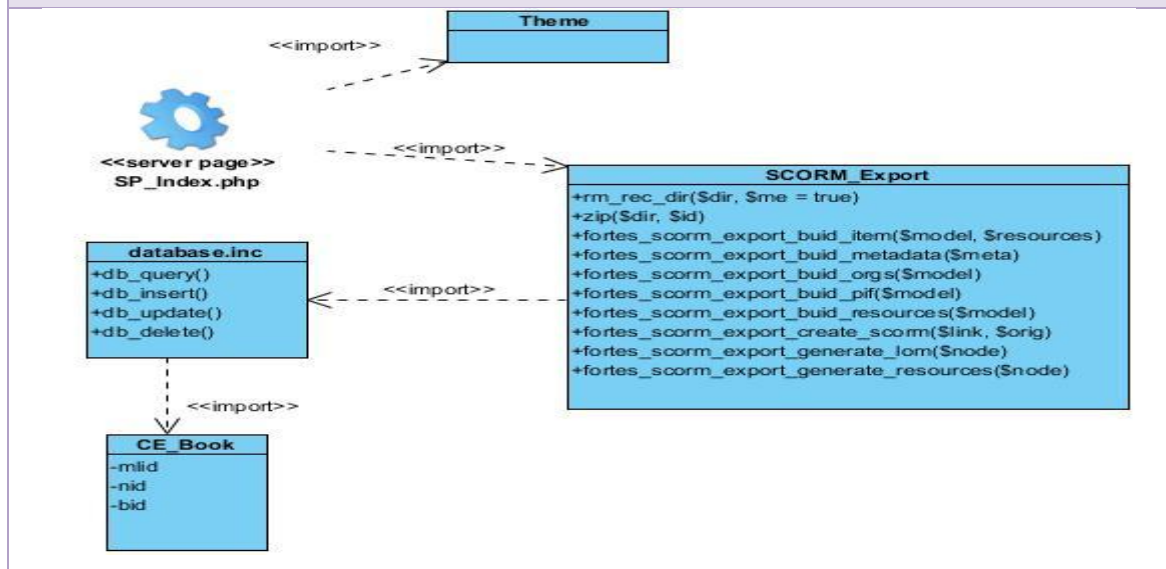 Theme
<<import>>
<<server page>>
SP_Index.php
<<import>>
SCORM_Export
+rm_rec_dir($dir, $me = true)
+zip($dir, $id)
+fortes_scorm_export_buid_item($model, $resources)
+fortes_scorm_export_buid_metadata($meta)
+fortes_scorm_export_buid_orgs($model)
+fortes_scorm_export_buid_pif($model)
+fortes_scorm_export_buid_resources($model)
+fortes_scorm_export_create_scorm($link, $orig)
+fortes_scorm_export_generate_lom($node)
+fortes_scorm_export_generate_resources($node)
database.inc
+db_query()
+db_insert()
+db_update()
+db_delete()
<<import>>
<<import>>
CE_Book
-mlid
-nid
-bid